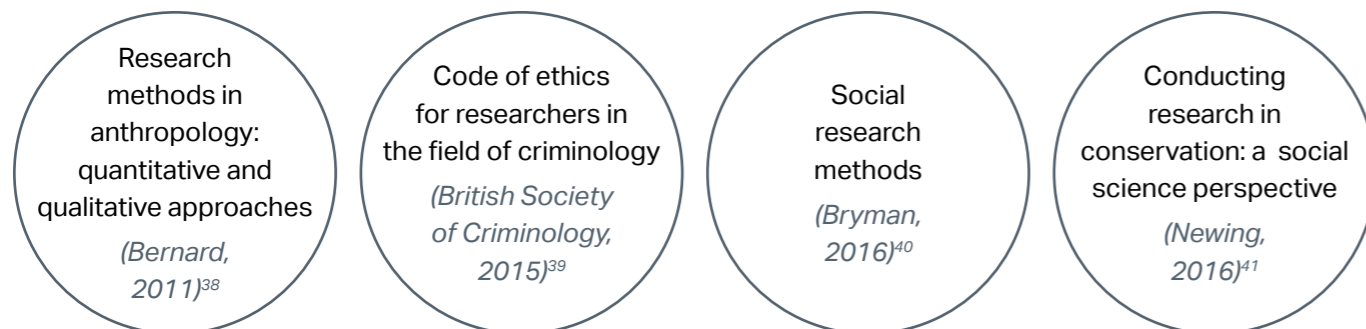 Research
methods in
anthropology:
quantitative and
qualitative approaches
(Bernard,
2011)38
Code of ethics
for researchers in
the field of criminology
(British Society
of Criminology,
2015)39
Social
research
methods
(Bryman,
2016)40
Conducting
research in
conservation: a social
science perspective
(Newing,
2016)41